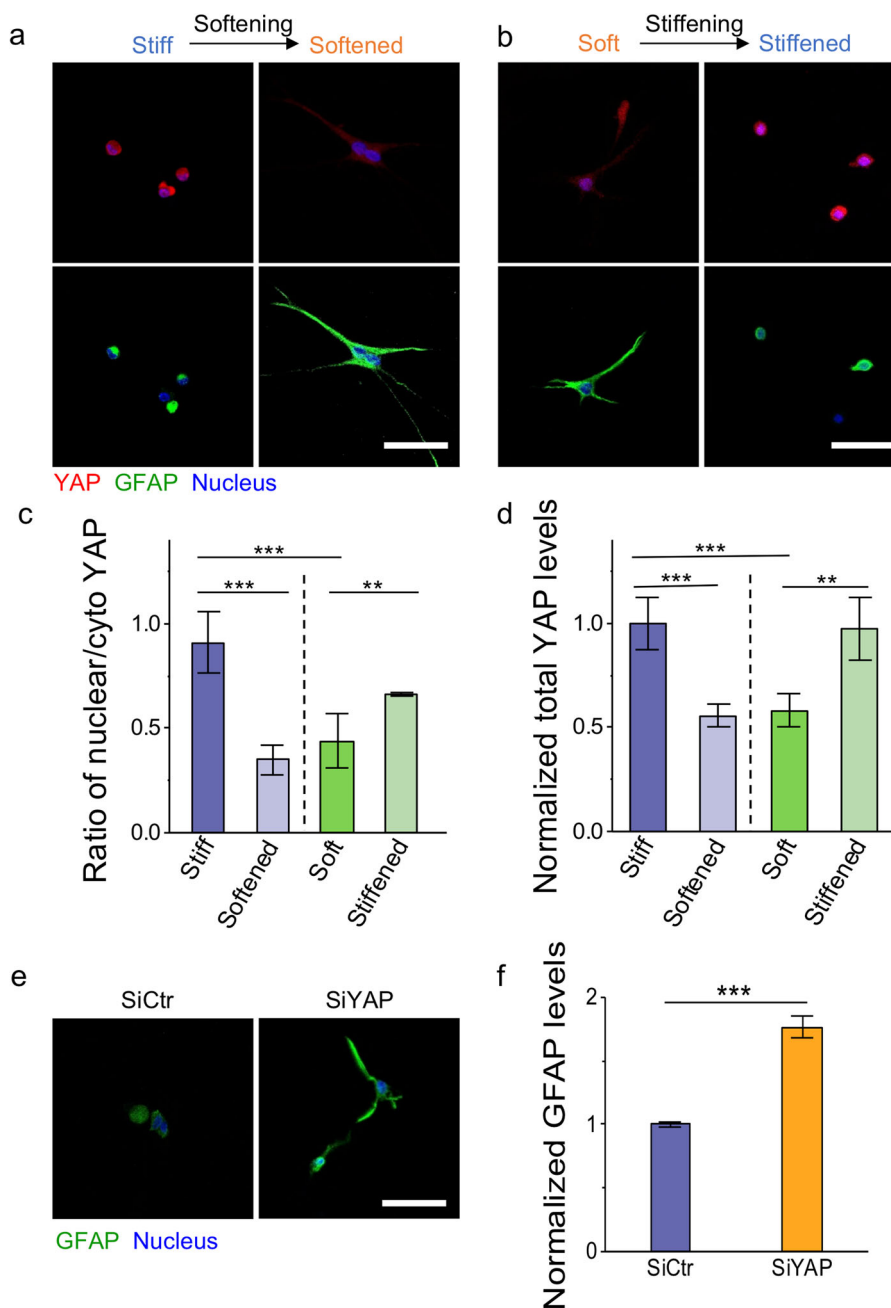 a
Softening
Stiff
Softened
b
Stiffening
Soft
Stiffened
YAP GFAP Nucleus
c
Ratio of nuclear/cyto YAP
***
***
**
1.0
0.5
0.0
Stiff
Softened
Soft
Stiffened
d
Normalized total YAP levels
***
***
**
1.0
0.5
0.0
Stiff
Softened
Soft
Stiffened
e
SiCtr
SiYAP
GFAP Nucleus
f
Normalized GFAP levels
***
2
1
0
SiCtr
SiYAP